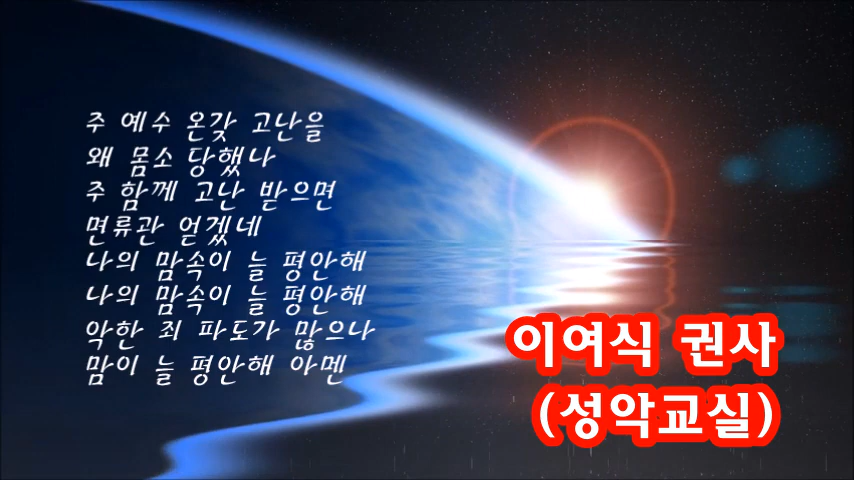 주 예수 온갖 고난을
왜 몸소 당했나
주 함께 고난 받으면
면류관 얻겠네
나의 맘속이 늘 평안해
나의 맘속이 늘 평안해
악한 죄 파도가 많으나
맘이 늘 평안해 아멘
이여식 권사
(성악교실)